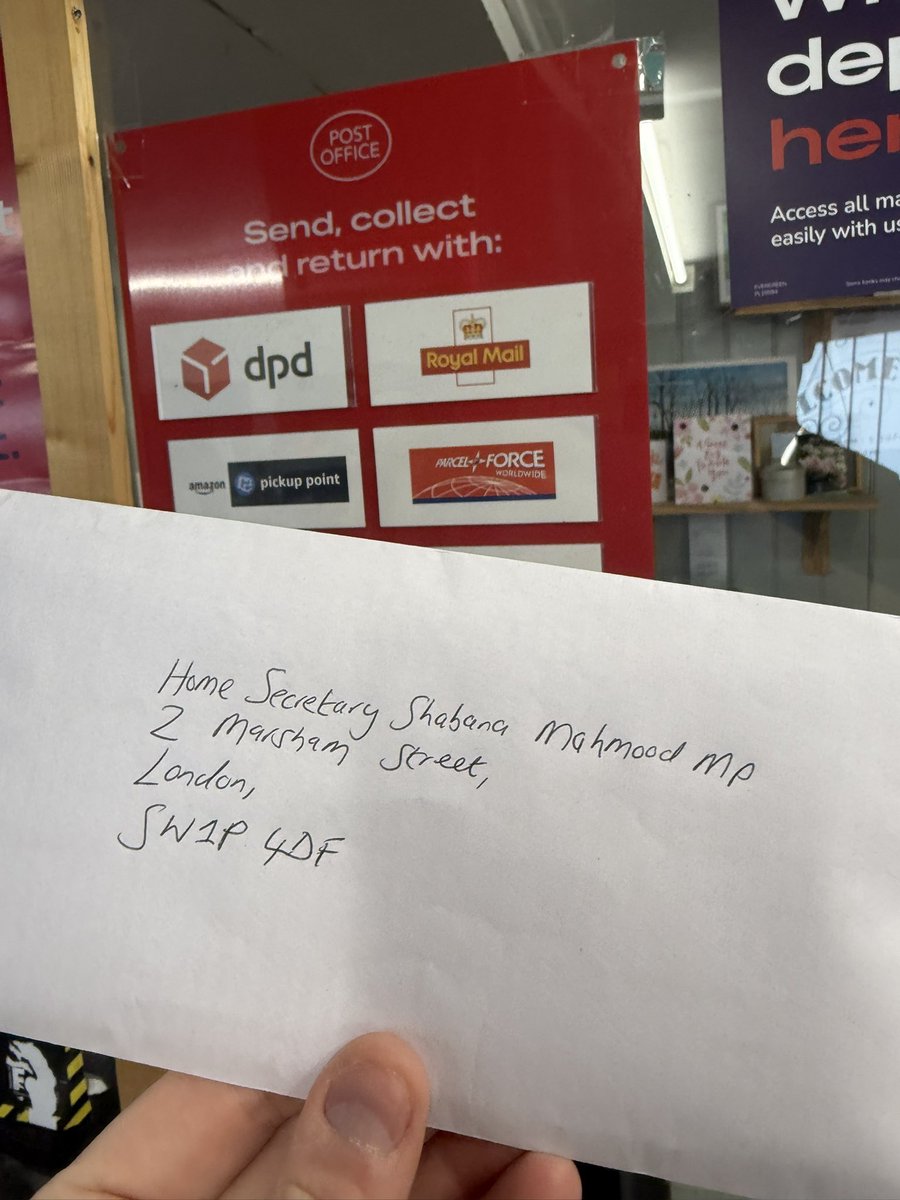 POST
OFFICE
Send, collect
and return with:
dpd
Royal Mail
amazon
pickup point
PARCEL FORCE
WORLDWIDE
her
Access all
easily with us
Home Secretary Shabana Mahmood MP
2 Marsham Street,
London,
SW1P 4DF